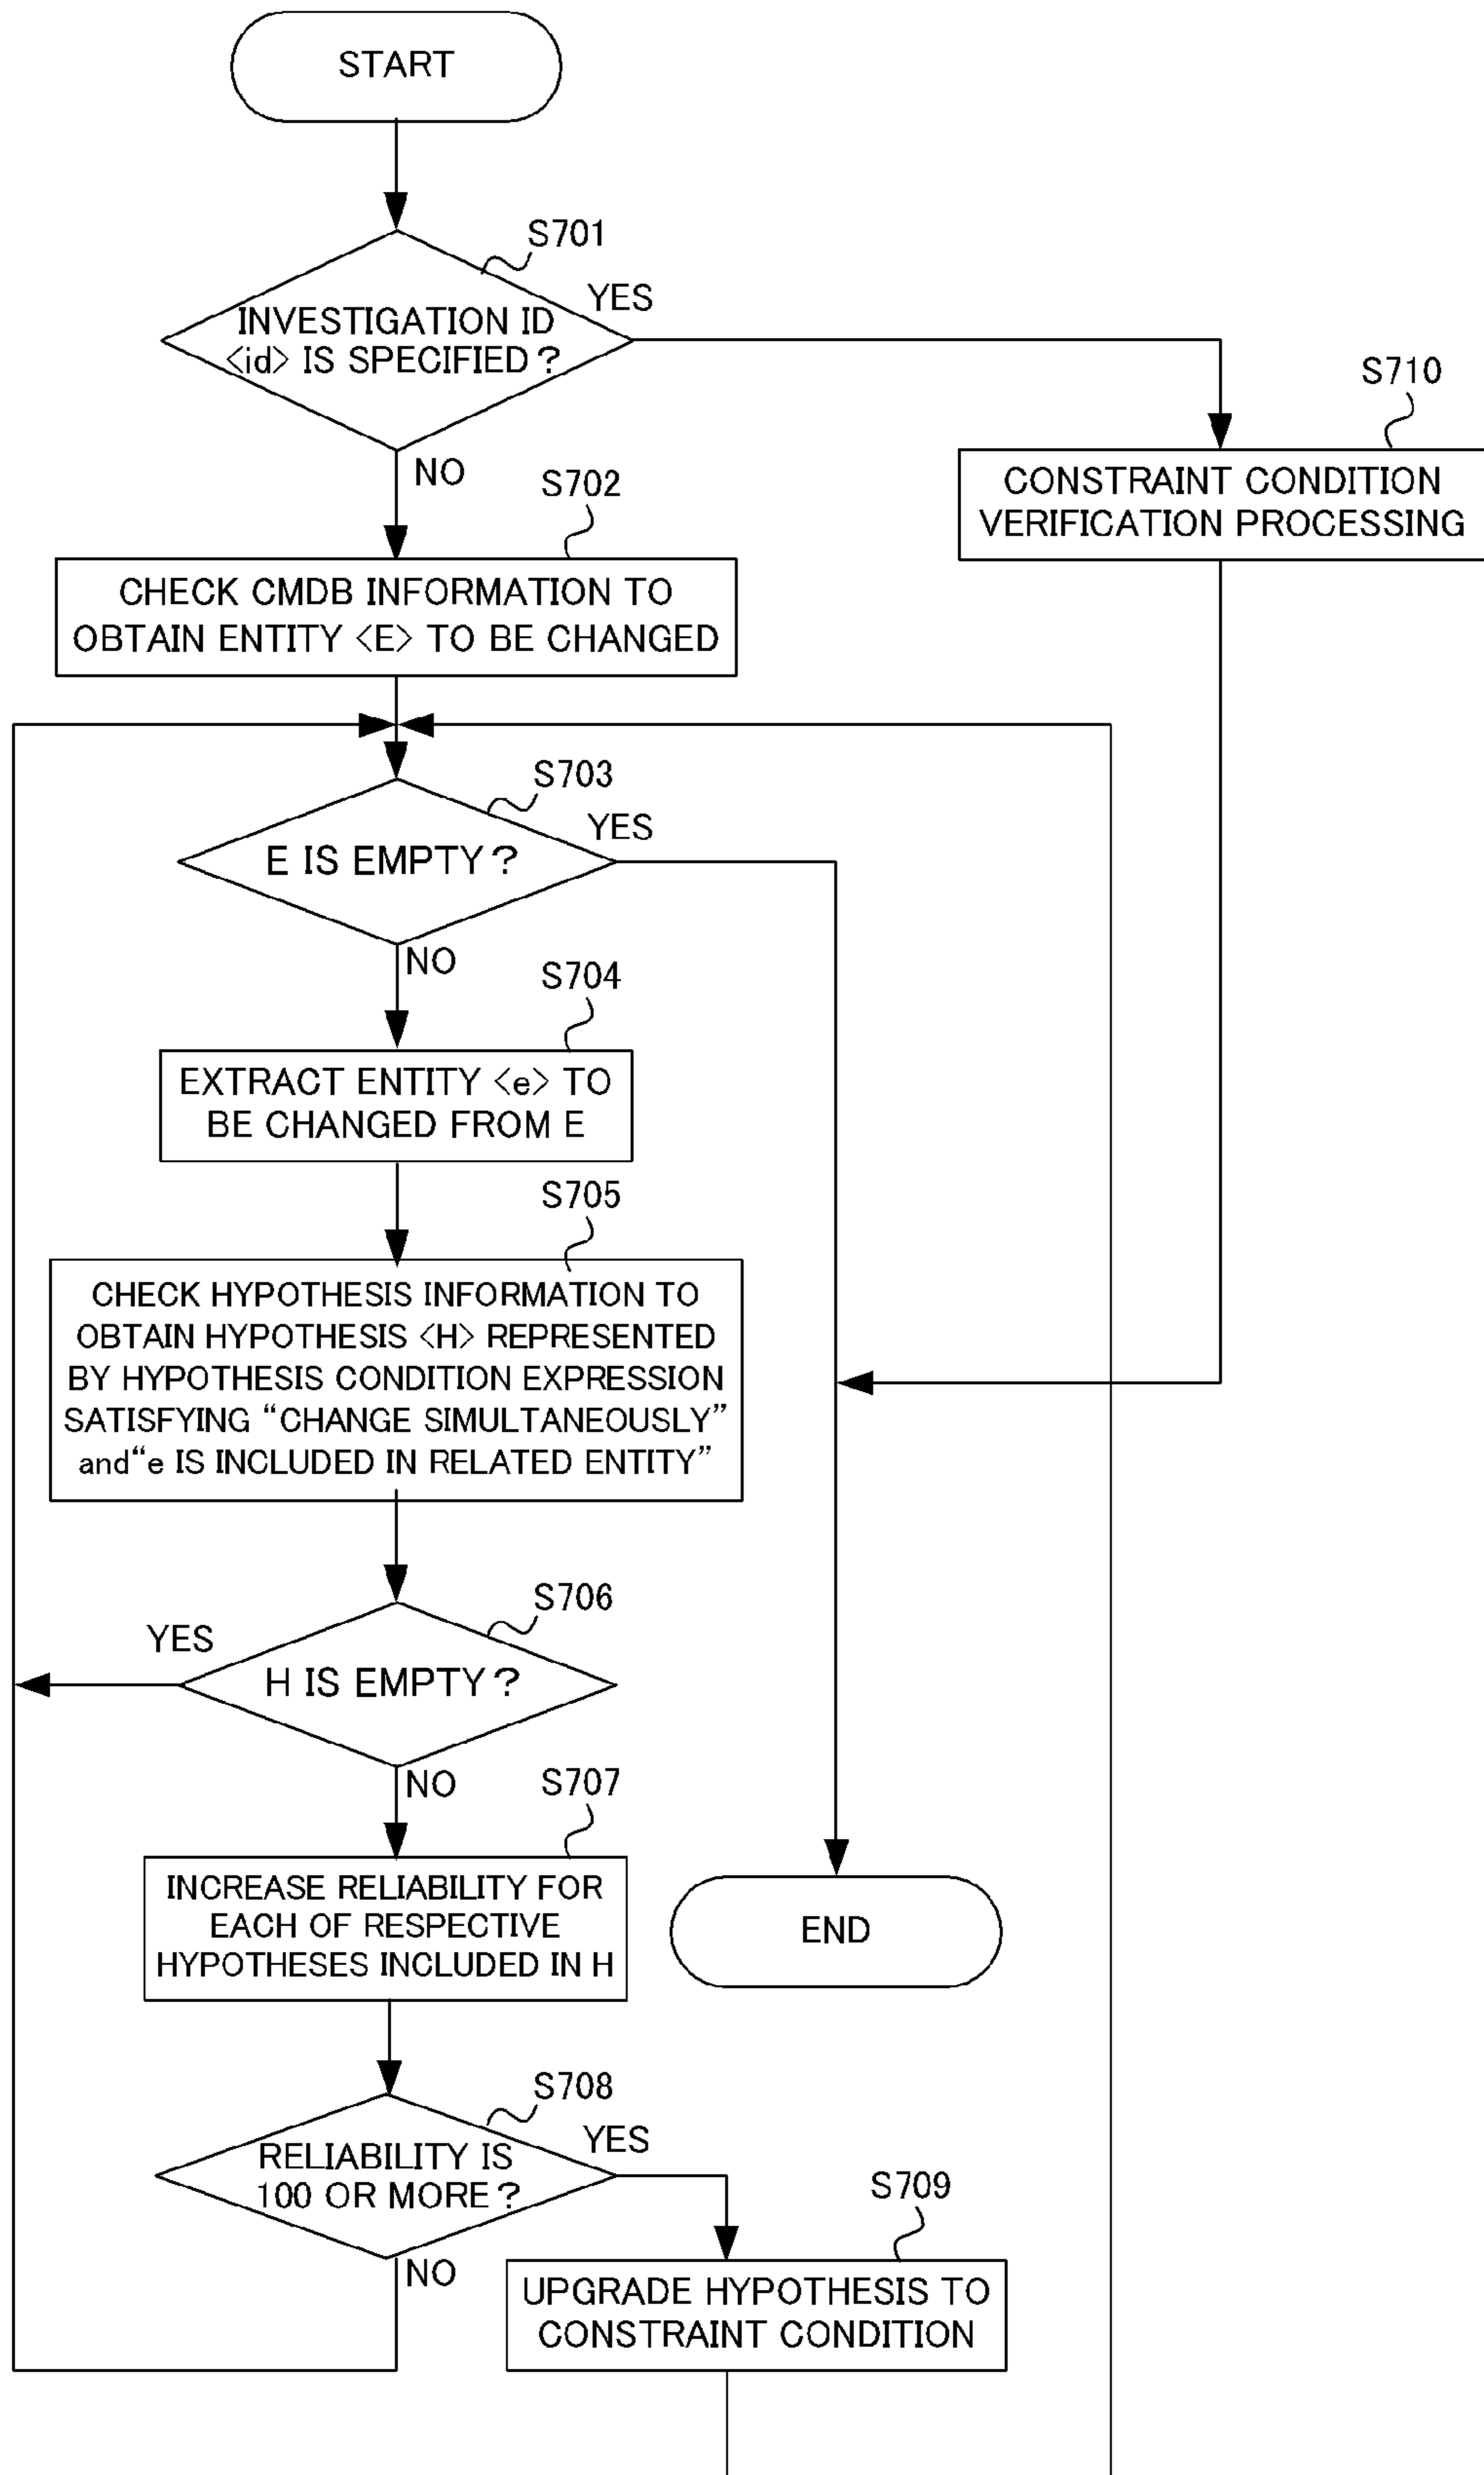 START
S701
YES
INVESTIGATION ID
<id> IS SPECIFIED?
S710
NO
CONSTRAINT CONDITION
VERIFICATION PROCESSING
S702
CHECK CMDB INFORMATION TO
OBTAIN ENTITY <E> TO BE CHANGED
S703
YES
E IS EMPTY?
NO
S704
EXTRACT ENTITY <e> TO
BE CHANGED FROM E
S705
CHECK HYPOTHESIS INFORMATION TO
OBTAIN HYPOTHESIS <H> REPRESENTED
BY HYPOTHESIS CONDITION EXPRESSION
SATISFYING “CHANGE SIMULTANEOUSLY”
and“e IS INCLUDED IN RELATED ENTITY”
S706
YES
H IS EMPTY?
NO
S707
INCREASE RELIABILITY FOR
EACH OF RESPECTIVE
HYPOTHESES INCLUDED IN H
END
S708
YES
RELIABILITY IS
100 OR MORE?
S709
NO
UPGRADE HYPOTHESIS TO
CONSTRAINT CONDITION